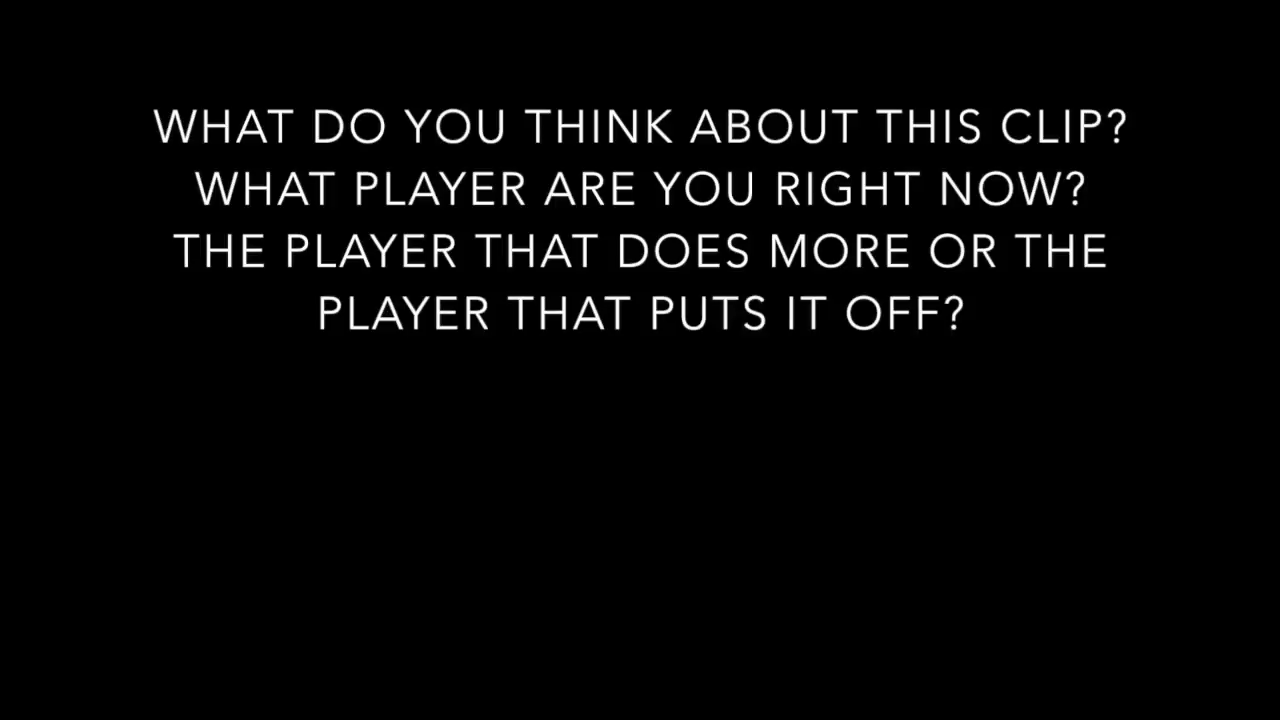 WHAT DO YOU THINK ABOUT THIS CLIP?
WHAT PLAYER ARE YOU RIGHT NOW?
THE PLAYER THAT DOES MORE OR THE
PLAYER THAT PUTS IT OFF?